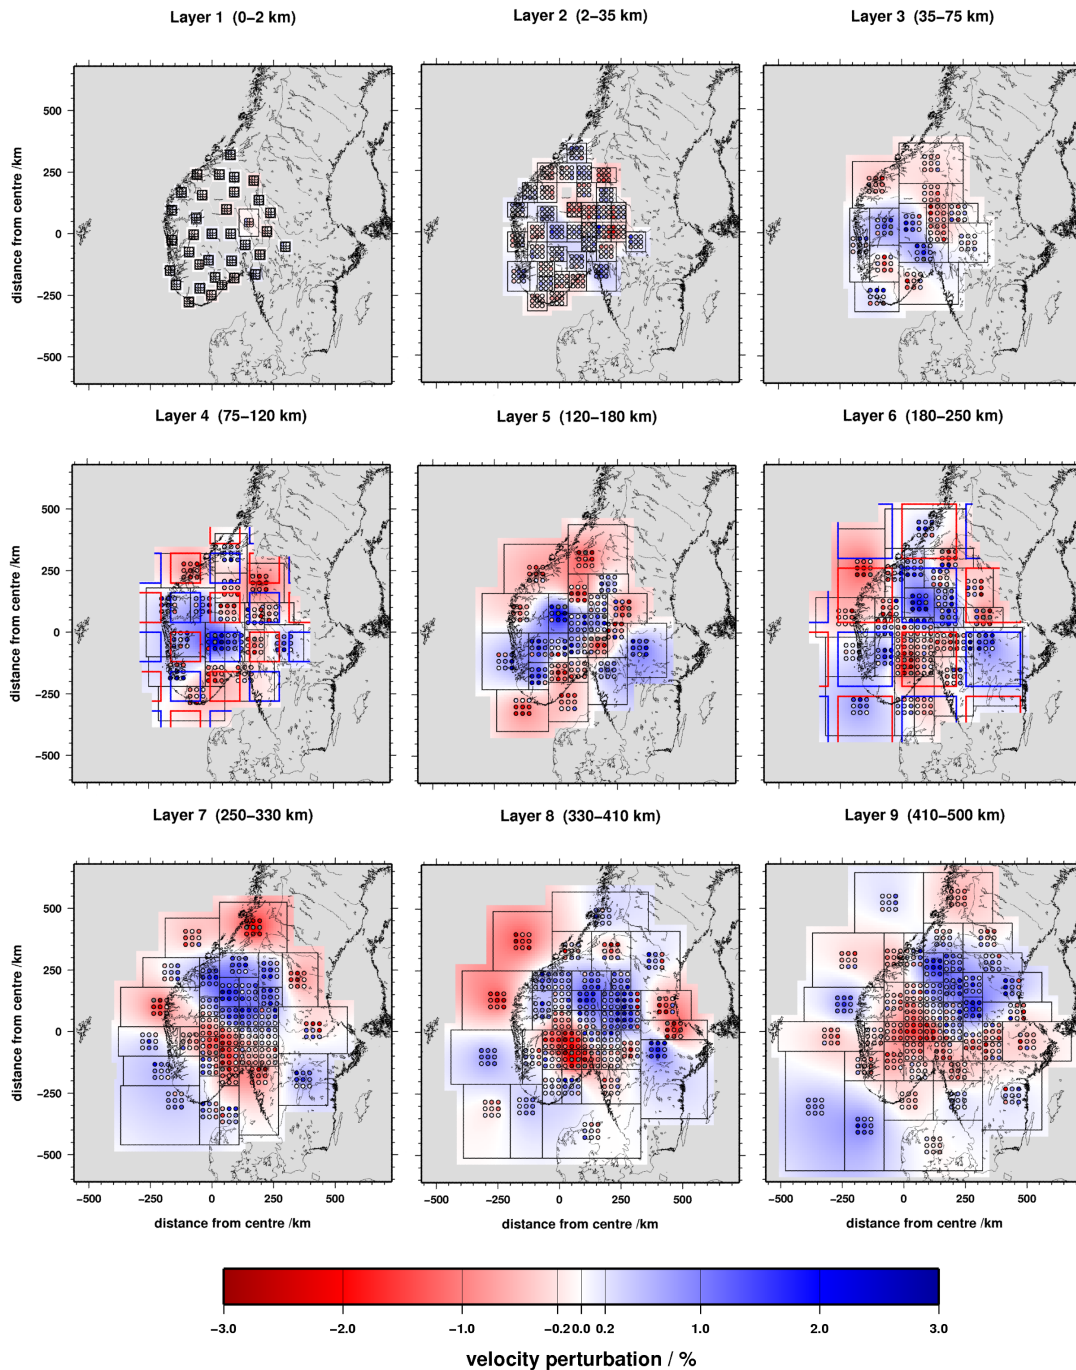 Layer 1 (0−2 km)
Layer 2 (2−35 km)
Layer 3 (35−75 km)
distance from centre /km
500
250
0
−250
−500
Layer 4 (75−120 km)
Layer 5 (120−180 km)
Layer 6 (180−250 km)
distance from centre /km
500
250
0
−250
−500
Layer 7 (250−330 km)
Layer 8 (330−410 km)
Layer 9 (410−500 km)
distance from centre /km
500
250
0
−250
−500
−500 −250 0 250 500
−500 −250 0 250 500
−500 −250 0 250 500
distance from centre /km
distance from centre /km
distance from centre /km
−3.0 −2.0 −1.0 −0.2 0.0 0.2 1.0 2.0 3.0
velocity perturbation / %